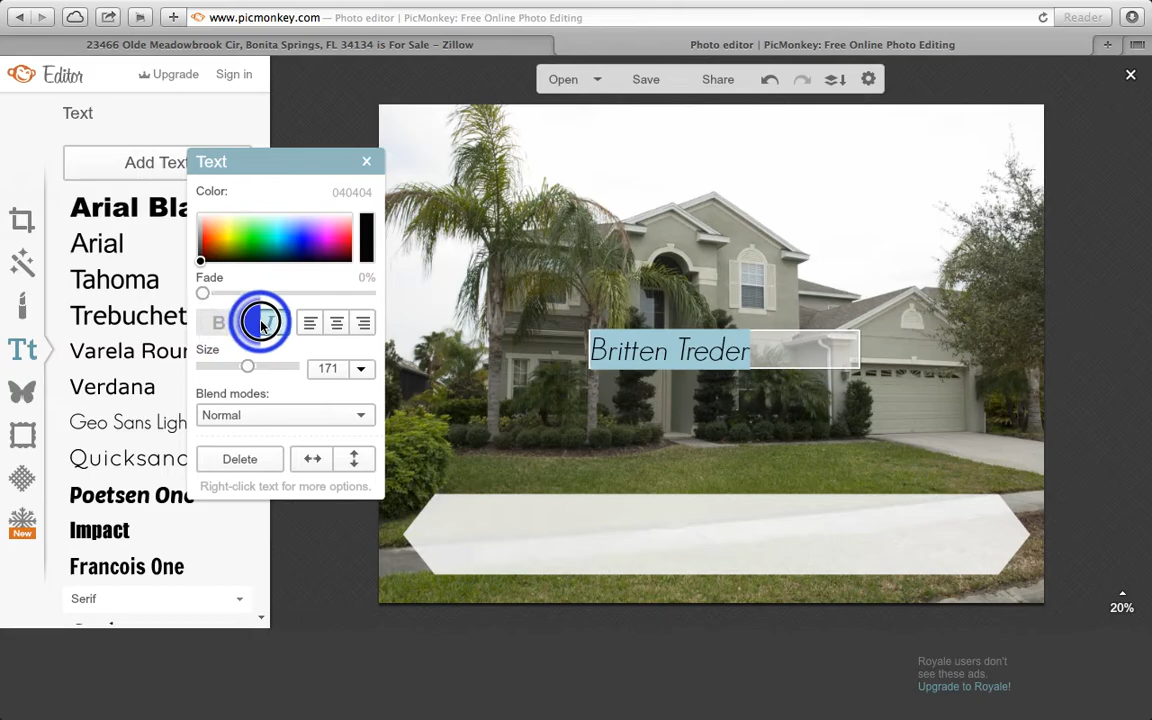 www.picmonkey.com — Photo editor | PicMonkey: Free Online Photo Editing
Reader
23466 Olde Meadowbrook Cir, Bonita Springs, FL 34134 is For Sale – Zillow
Photo editor | PicMonkey: Free Online Photo Editing
Editor
Upgrade
Sign in
Open
Save
Share
Text
Add Text
Arial Bla
Arial
Tahoma
Trebuchet
Varela Roun
Verdana
Geo Sans Ligh
Quicksand
Poetsen One
Impact
Francois One
Serif
Tt
New
Text
Color:
040404
Fade
0%
B
I
Size
171
Blend modes:
Normal
Delete
Right-click text for more options.
Britten Treder
20%
Royale users don't
see these ads.
Upgrade to Royale!